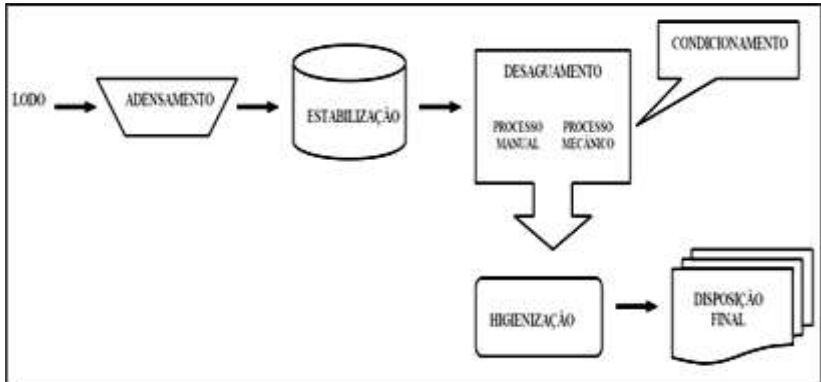 CONDICIONAMENTO
DESAGUAMENTO
LODO
ADENSAMENTO
ESTABILIZAÇÃO
PROCESSO
MANUAL
PROCESSO
MECÂNICO
HIGIENIZAÇÃO
DISPOSIÇÃO
FINAL